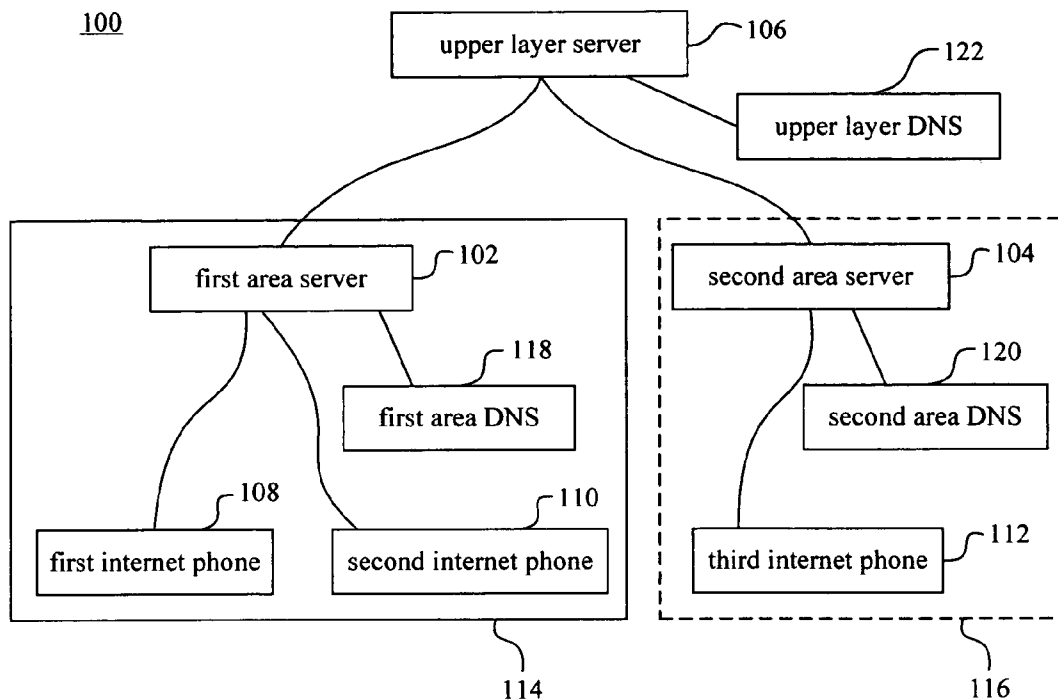 100
upper layer server
106
122
upper layer DNS
first area server
102
second area server
104
118
first area DNS
120
second area DNS
108
first internet phone
110
second internet phone
third internet phone
112
114
116